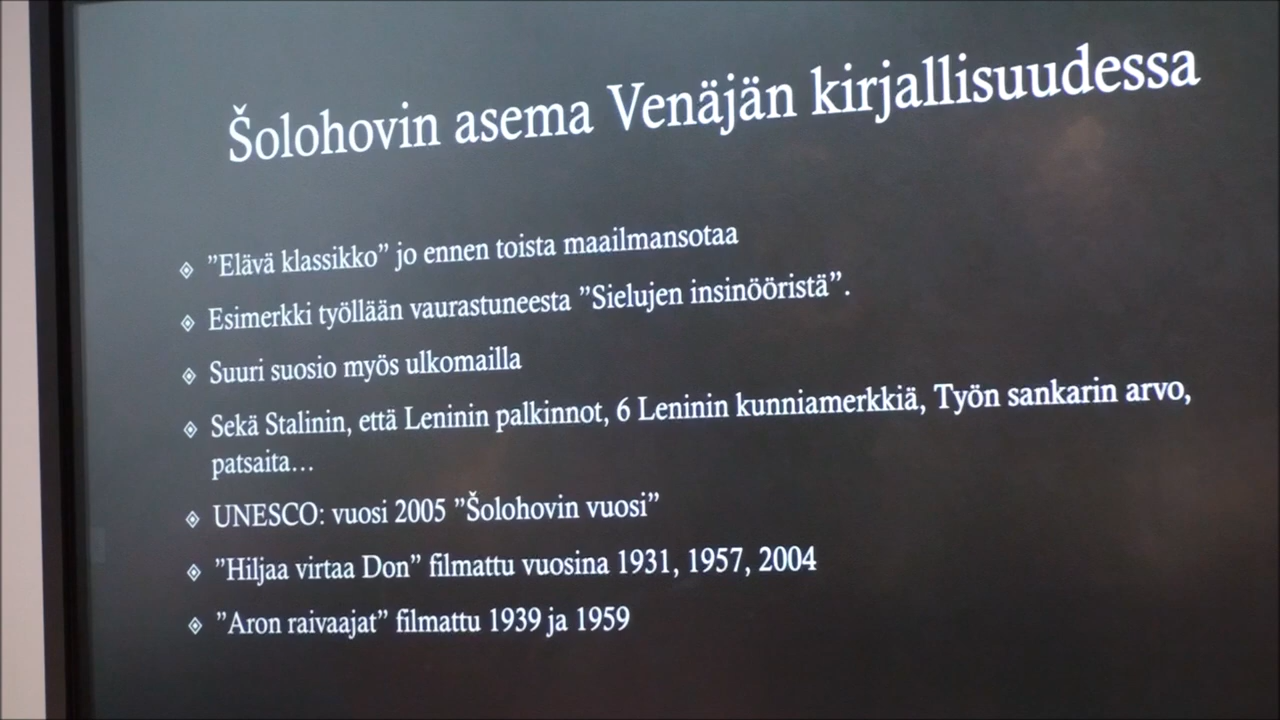 Šolohovin asema Venäjän kirjallisuudessa
”Elävä klassikko” jo ennen toista maailmansotaa
Esimerkki työllään vaurastuneesta ”Sielujen insinööristä”.
Suuri suosio myös ulkomailla
Sekä Stalinin, että Leninin palkinnot, 6 Leninin kunniamerkkiä, Työn sankarin arvo,
patsaita...
UNESCO: vuosi 2005 ”Šolohovin vuosi”
”Hiljaa virtaa Don” filmattu vuosina 1931, 1957, 2004
”Aron raivaajat” filmattu 1939 ja 1959